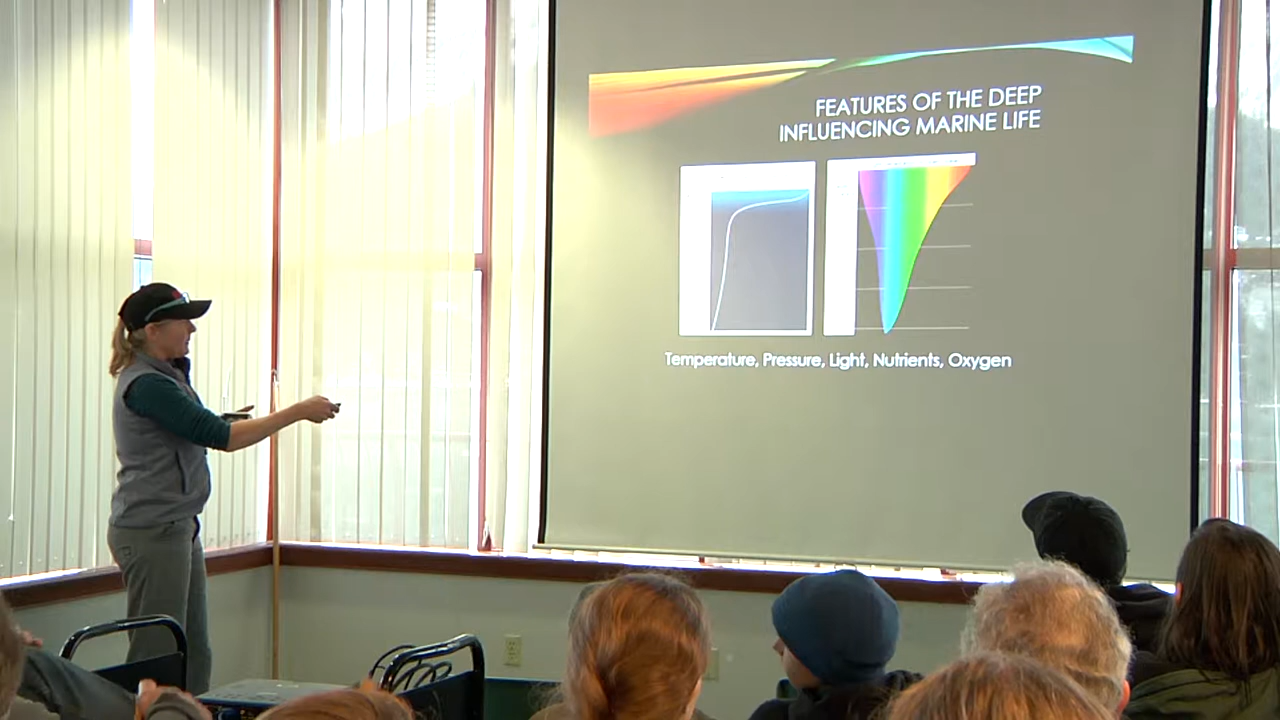 FEATURES OF THE DEEP
INFLUENCING MARINE LIFE
Temperature, Pressure, Light, Nutrients, Oxygen